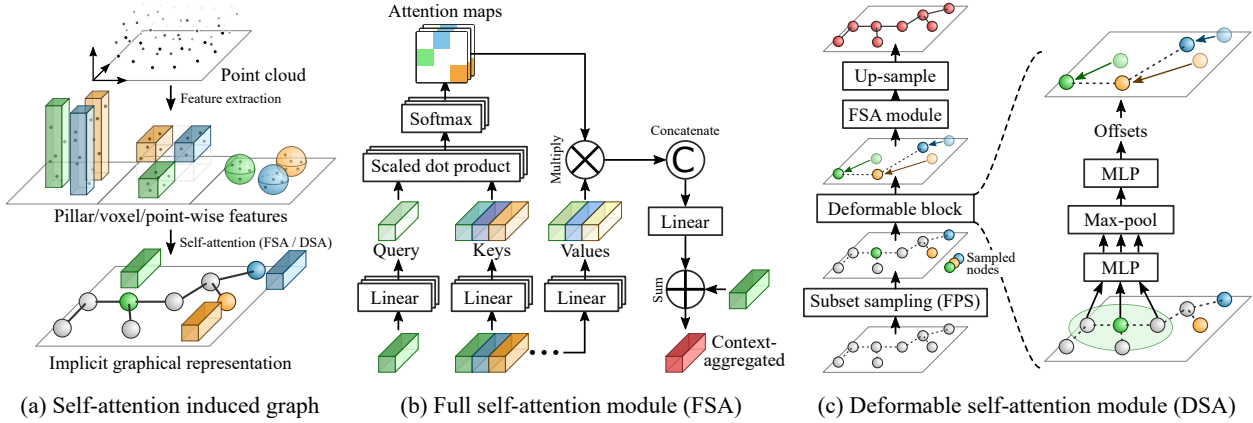 Point cloud
Feature extraction
Pillar/voxel/point-wise features
Self-attention (FSA / DSA)
Implicit graphical representation
(a) Self-attention induced graph
Attention maps
Softmax
Scaled dot product
Multiply
Concatenate
C
Linear
Query
Keys
Values
Linear
Linear
Linear
Sum
Context-
aggregated
(b) Full self-attention module (FSA)
Up-sample
FSA module
Deformable block
Sampled
nodes
Subset sampling (FPS)
Offsets
MLP
Max-pool
MLP
(c) Deformable self-attention module (DSA)